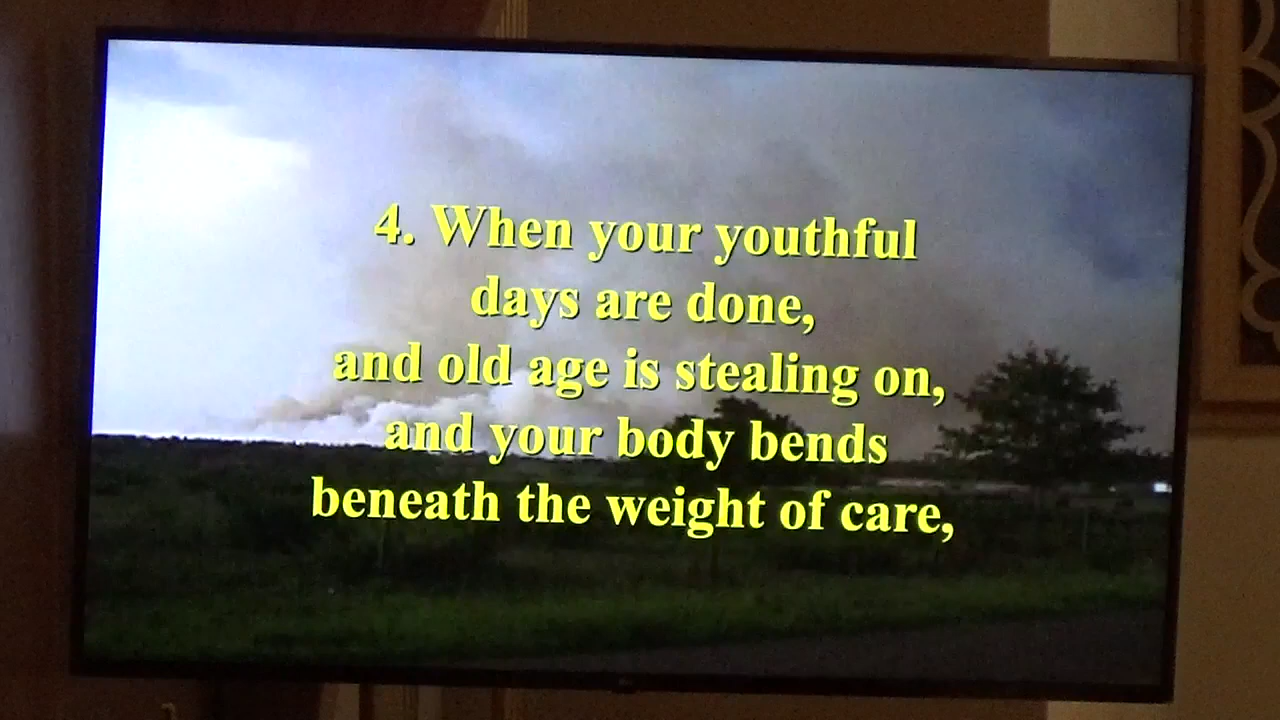 4. When your youthful
days are done,
and old age is stealing on,
and your body bends
beneath the weight of care,